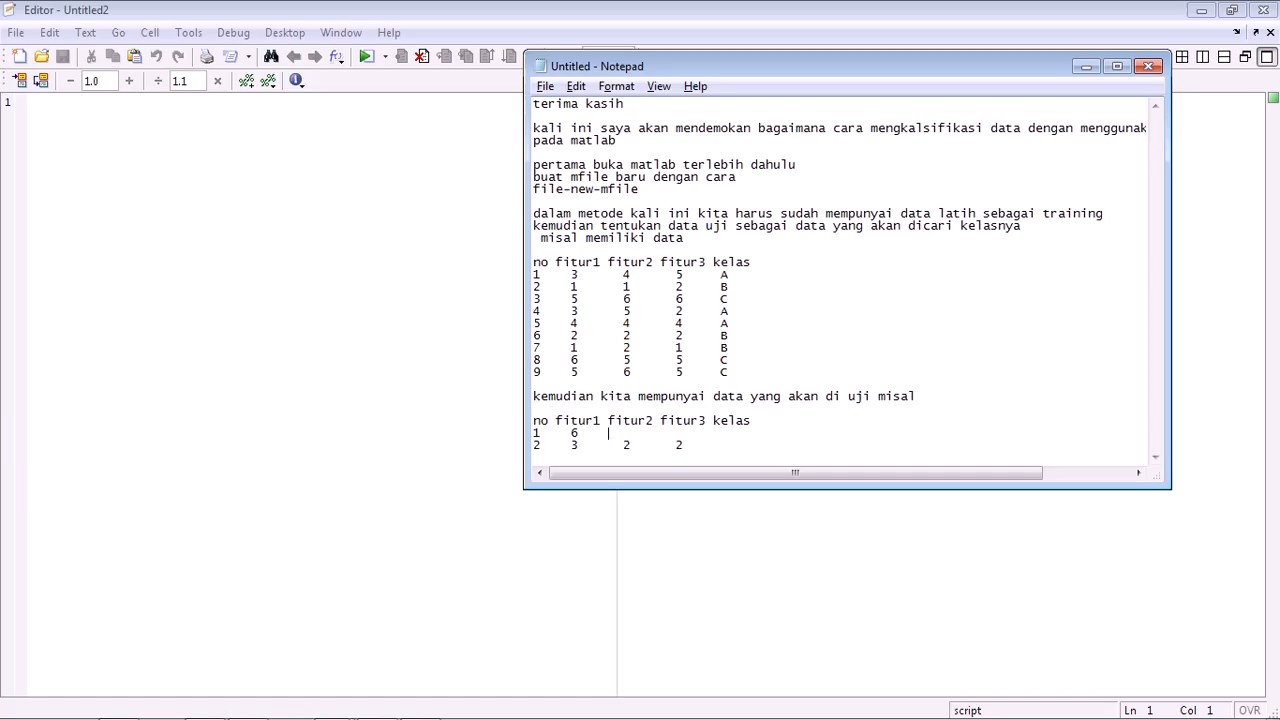 Editor - Untitled2
File Edit Text Go Cell Tools Debug Desktop Window Help
1.0 1.1
1
Untitled - Notepad
File Edit Format View Help
terima kasih
kali ini saya akan mendemokan bagaimana cara mengkalsifikasi data dengan menggunak
pada matlab
pertama buka matlab terlebih dahulu
buat mfile baru dengan cara
file-new-mfile
dalam metode kali ini kita harus sudah mempunyai data latih sebagai training
kemudian tentukan data uji sebagai data yang akan dicari kelasnya
misal memiliki data
no fitur1 fitur2 fitur3 kelas
1 3 4 5 A
2 1 1 2 B
3 5 6 6 C
4 3 5 2 A
5 4 4 4 A
6 2 2 2 B
7 1 2 1 B
8 6 5 5 C
9 5 6 5 C
kemudian kita mempunyai data yang akan di uji misal
no fitur1 fitur2 fitur3 kelas
1 6
2 3 2 2
script Ln 1 Col 1 OVR